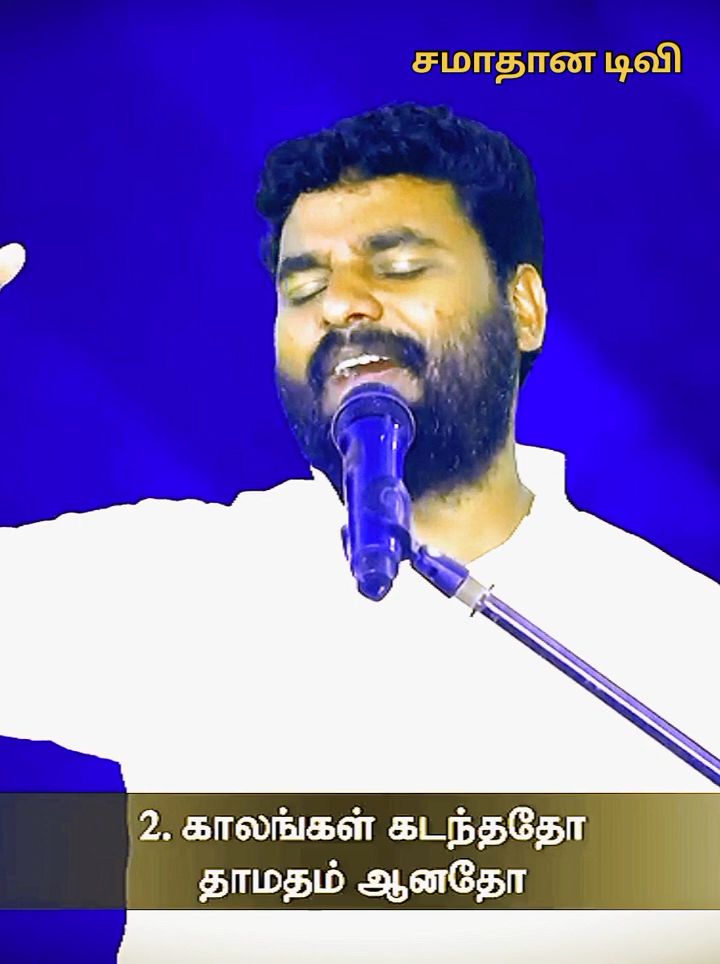 சமாதான டிவி
2. காலங்கள் கடந்ததோ
தாமதம் ஆனதோ